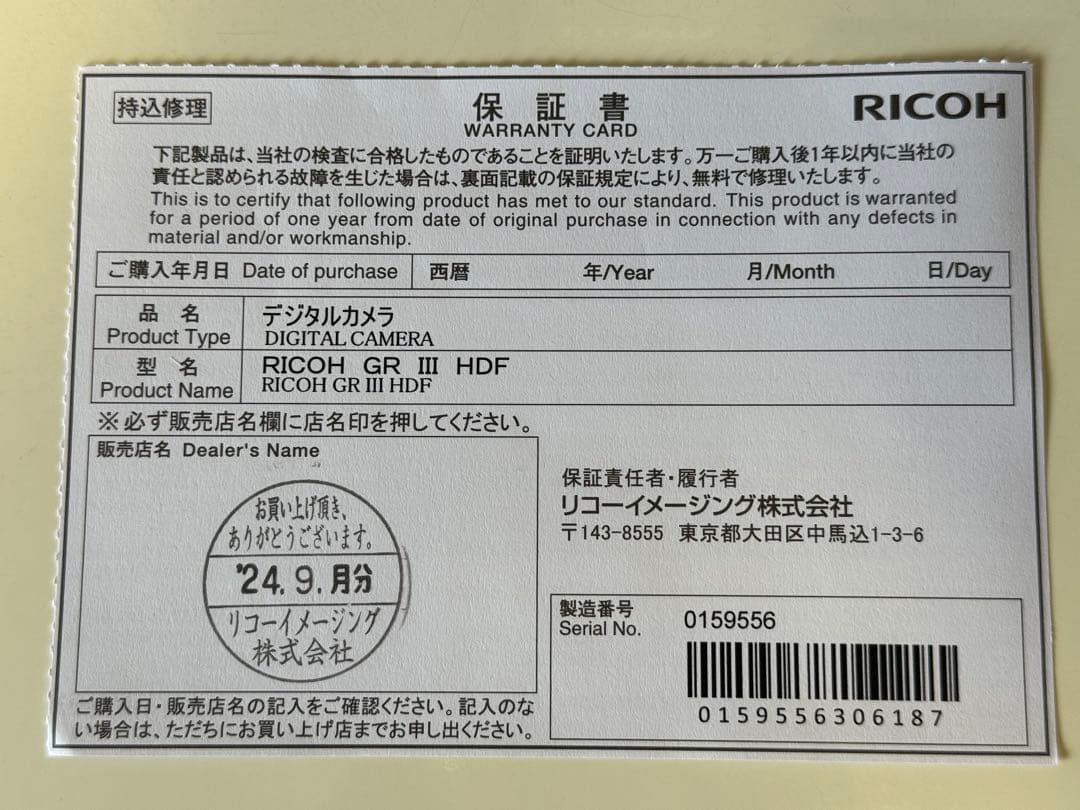 持込修理
保証書
WARRANTY CARD
RICOH
下記製品は、当社の検査に合格したものであることを証明いたします。万一ご購入後1年以内に当社の
責任と認められる故障を生じた場合は、裏面記載の保証規定により、無料で修理いたします。
This is to certify that following product has met to our standard. This product is warranted
for a period of one year from date of original purchase in connection with any defects in
material and/or workmanship.
ご購入年月日 Date of purchase 西暦 年/Year 月/Month 日/Day
品名 デジタルカメラ
Product Type DIGITAL CAMERA
型名 RICOH GR III HDF
Product Name RICOH GR III HDF
※必ず販売店名欄に店名印を押してください。
販売店名 Dealer's Name
お買い上げ頂き、
ありがとうございます。
'24.9.月分
リコーイメージング
株式会社
ご購入日・販売店名の記入をご確認ください。記入のな
い場合は、ただちにお買い上げ店までお申し出ください。
保証責任者・履行者
リコーイメージング株式会社
〒143-8555 東京都大田区中馬込1-3-6
製造番号
Serial No. 0159556
0159556306187